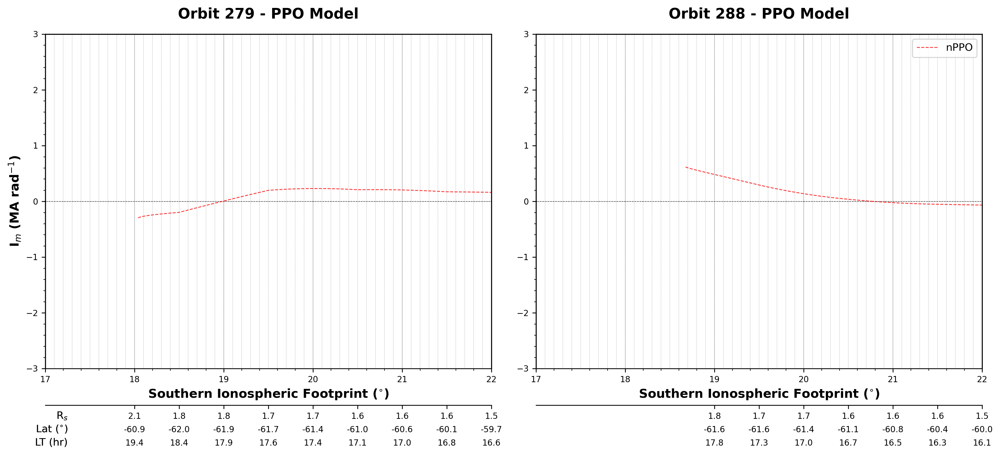 Orbit 279 - PPO Model
3
2
1
0
−1
−2
−3
I_m (MA rad⁻¹)
17 18 19 20 21 22
Southern Ionospheric Footprint (°)
R_s 2.1 1.8 1.8 1.7 1.7 1.6 1.6 1.6 1.5
Lat (°) -60.9 -62.0 -61.9 -61.7 -61.4 -61.0 -60.6 -60.1 -59.7
LT (hr) 19.4 18.4 17.9 17.6 17.4 17.1 17.0 16.8 16.6
Orbit 288 - PPO Model
nPPO
3
2
1
0
−1
−2
−3
17 18 19 20 21 22
Southern Ionospheric Footprint (°)
1.8 1.7 1.7 1.6 1.6 1.6 1.5
-61.6 -61.6 -61.4 -61.1 -60.8 -60.4 -60.0
17.8 17.3 17.0 16.7 16.5 16.3 16.1